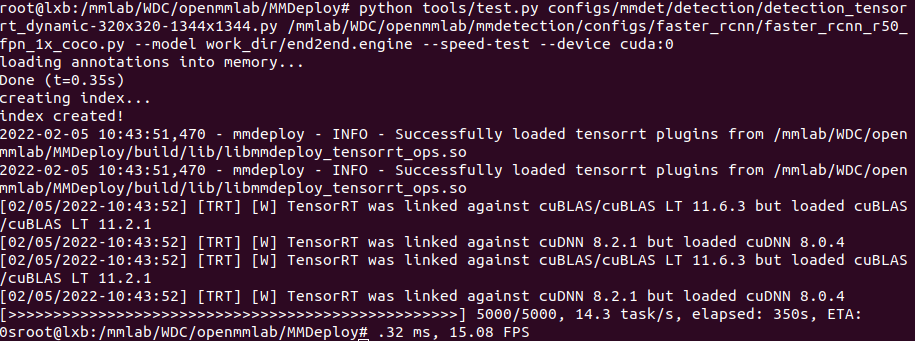 root@lxb:/mmlab/WDC/openmmlab/MMDeploy# python tools/test.py configs/mmdet/detection/detection_tensor
rt_dynamic-320x320-1344x1344.py /mmlab/WDC/openmmlab/mmdetection/configs/faster_rcnn/faster_rcnn_r50_
fpn_1x_coco.py --model work_dir/end2end.engine --speed-test --device cuda:0
loading annotations into memory...
Done (t=0.35s)
creating index...
index created!
2022-02-05 10:43:51,470 - mmdeploy - INFO - Successfully loaded tensorrt plugins from /mmlab/WDC/open
mmlab/MMDeploy/build/lib/libmmdeploy_tensorrt_ops.so
2022-02-05 10:43:51,470 - mmdeploy - INFO - Successfully loaded tensorrt plugins from /mmlab/WDC/open
mmlab/MMDeploy/build/lib/libmmdeploy_tensorrt_ops.so
[02/05/2022-10:43:52] [TRT] [W] TensorRT was linked against cuBLAS/cuBLAS LT 11.6.3 but loaded cuBLAS
/cuBLAS LT 11.2.1
[02/05/2022-10:43:52] [TRT] [W] TensorRT was linked against cuDNN 8.2.1 but loaded cuDNN 8.0.4
[02/05/2022-10:43:52] [TRT] [W] TensorRT was linked against cuBLAS/cuBLAS LT 11.6.3 but loaded cuBLAS
/cuBLAS LT 11.2.1
[02/05/2022-10:43:52] [TRT] [W] TensorRT was linked against cuDNN 8.2.1 but loaded cuDNN 8.0.4
[>>>>>>>>>>>>>>>>>>>>>>>>>>>>>>>>>>>>>>>>>>>>>>>>>>] 5000/5000, 14.3 task/s, elapsed: 350s, ETA:
0sroot@lxb:/mmlab/WDC/openmmlab/MMDeploy# .32 ms, 15.08 FPS